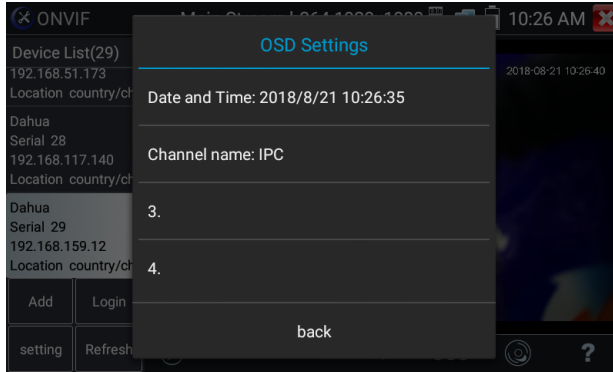 ONVIF
10:26 AM
OSD Settings
Device List(29)
192.168.51.173
Location country/ch
Dahua
Serial 28
192.168.117.140
Location country/ch
Dahua
Serial 29
192.168.159.12
Location country/ch
Add
Login
setting
Refresh
Date and Time: 2018/8/21 10:26:35
Channel name: IPC
3.
4.
back
2018-08-21 10:26:40
?